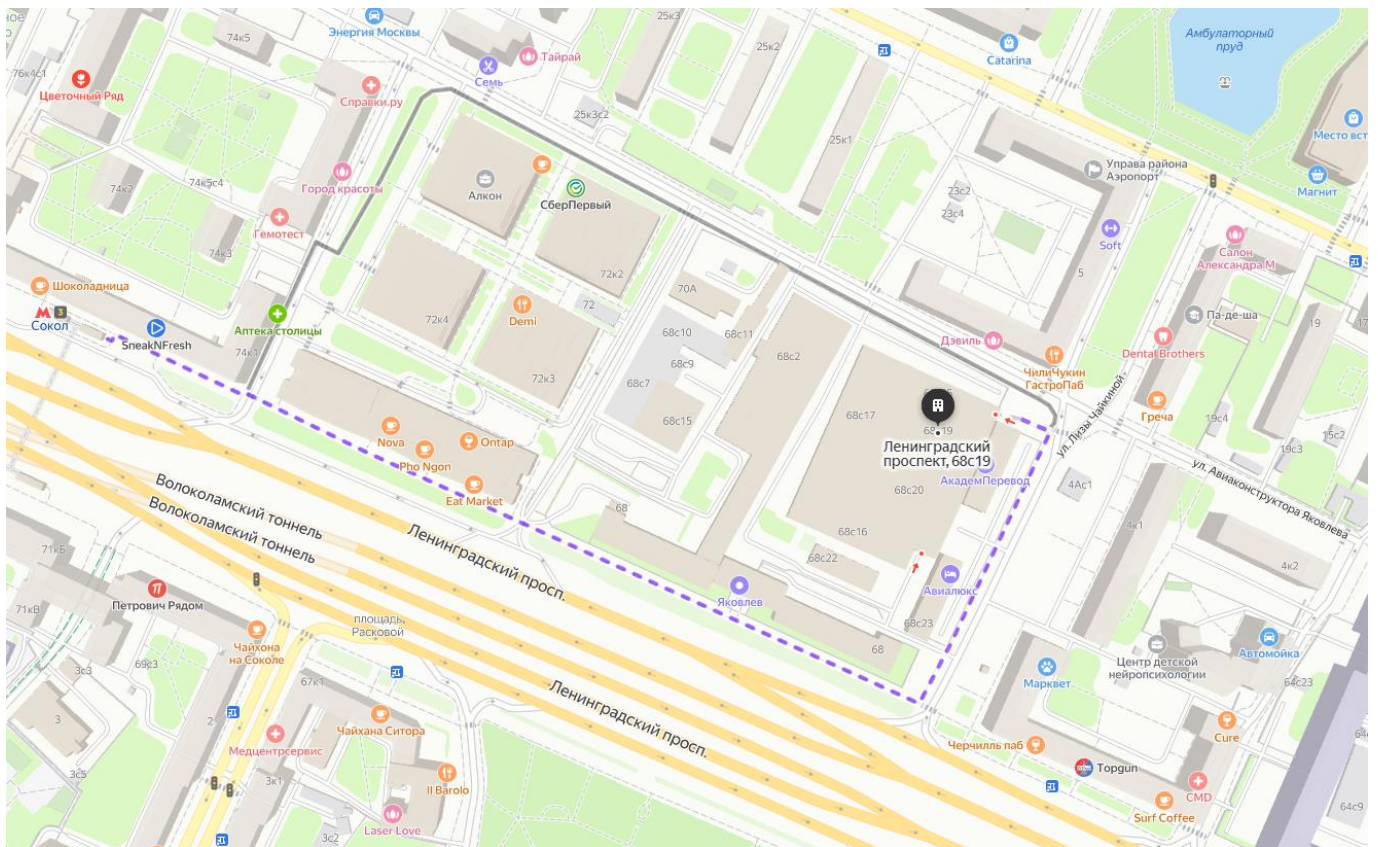 25к3
Энергия Москвы
74к5
25к2
Тайрай
Семь
Catarina
Амбулаторный
пруд
76к4с1
Цветочный Ряд
Справки.ру
25к3с2
25к1
Место вст
Управа района
Аэропорт
Магнит
74к2
74к5с4
Город красоты
Алкон
СберПервый
23с2
23с4
Гемотест
74к3
Soft
Салон
Александра М
5
72к2
Шоколадница
70А
М 3
Сокол
SneakNFresh
Аптека столицы
72
72к4
Demi
68с10
68с11
Па-де-ша
19
17
74к1
68с9
68с2
Дэвиль
Dental Brothers
ЧилиЧукин
ГастроПаб
72к3
68с7
68с17
68с15
68с19
Греча
19с4
15с2
ул. Лизы Чайкиной
Nova
Ontap
Ленинградский
проспект, 68с19
19с3
Pho Ngon
АкадемПеревод
ул. Авиаконструктора Яковлева
4Ас1
Eat Market
68с20
Волоколамский тоннель
Волоколамский тоннель
68
Ленинградский просп.
68с16
4к1
71кБ
68с22
4к2
Петрович Рядом
Яковлев
Авиалюкс
71кВ
площадь
Расковой
68с23
Чайхона
на Соколе
68
69с3
3с3
67к1
Центр детской
нейропсихологии
Автомойка
Марквет
64с23
Ленинградский просп.
3
2
Чайхана Ситора
Медцентрсервис
Черчилль паб
Cure
3с5
3к1
Il Barolo
Topgun
CMD
Laser Love
3с2
Surf Coffee
64с9